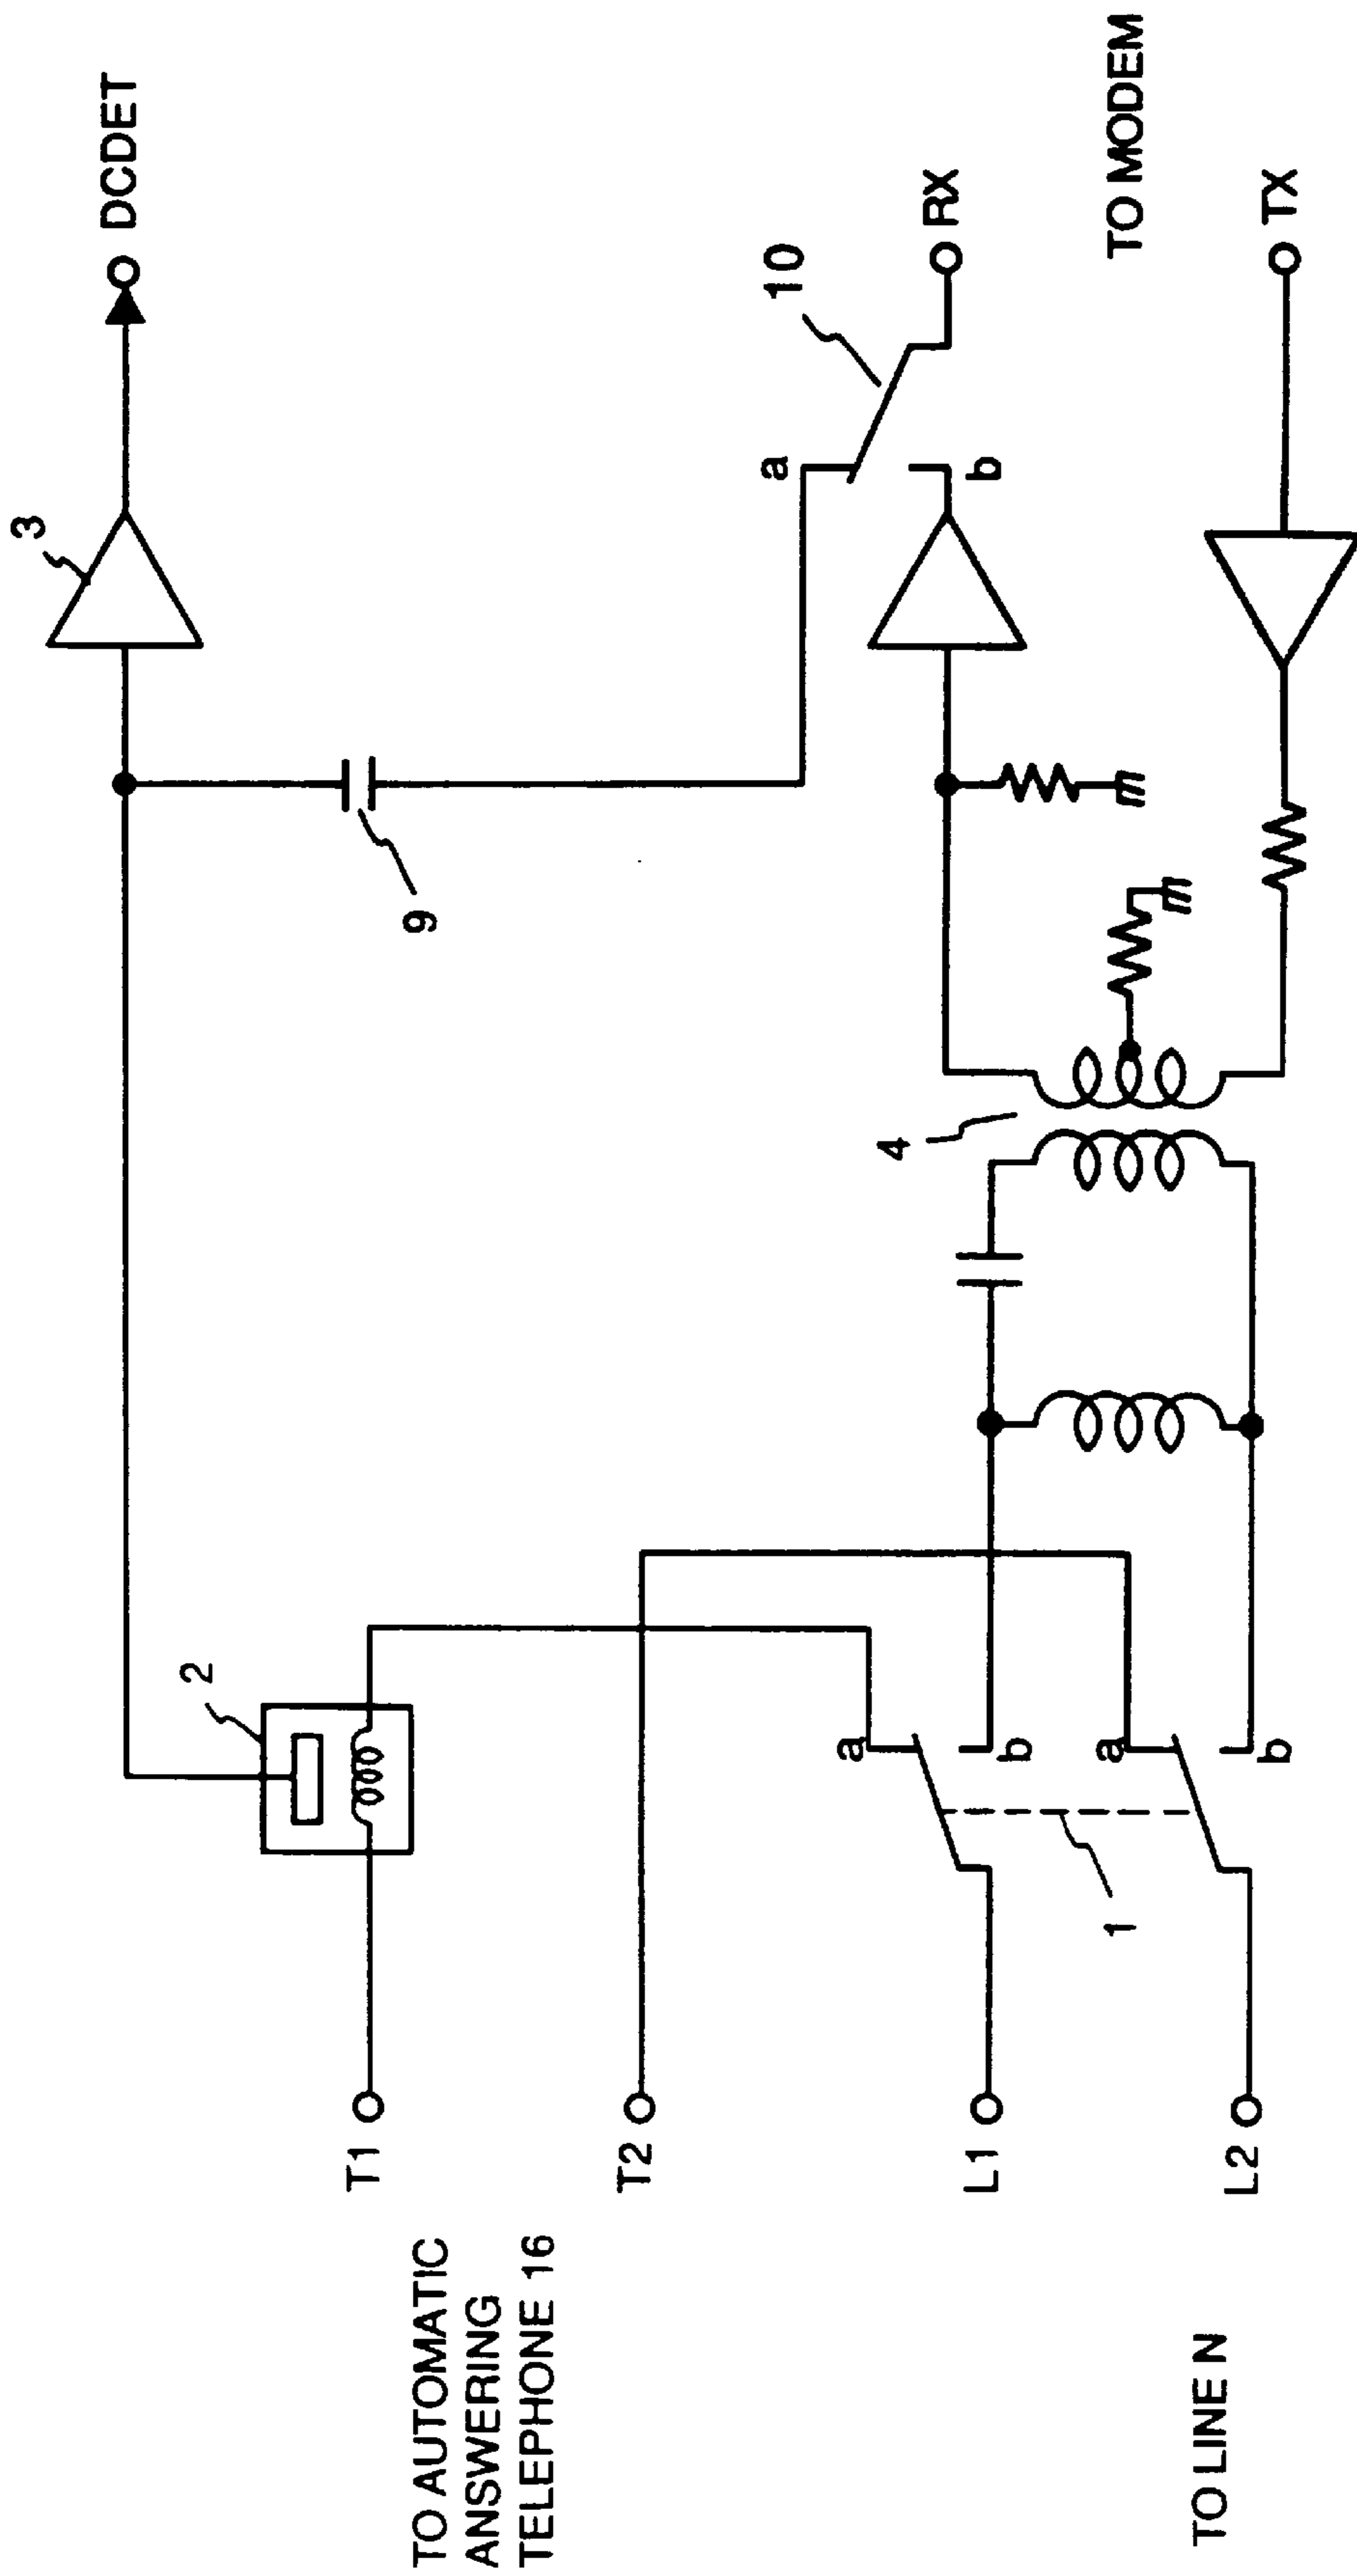 DCDET
3
10
RX
a
b
TO MODEM
TX
9
4
2
T1
TO AUTOMATIC
ANSWERING
TELEPHONE 16
T2
a
b
a
b
1
L1
L2
TO LINE N